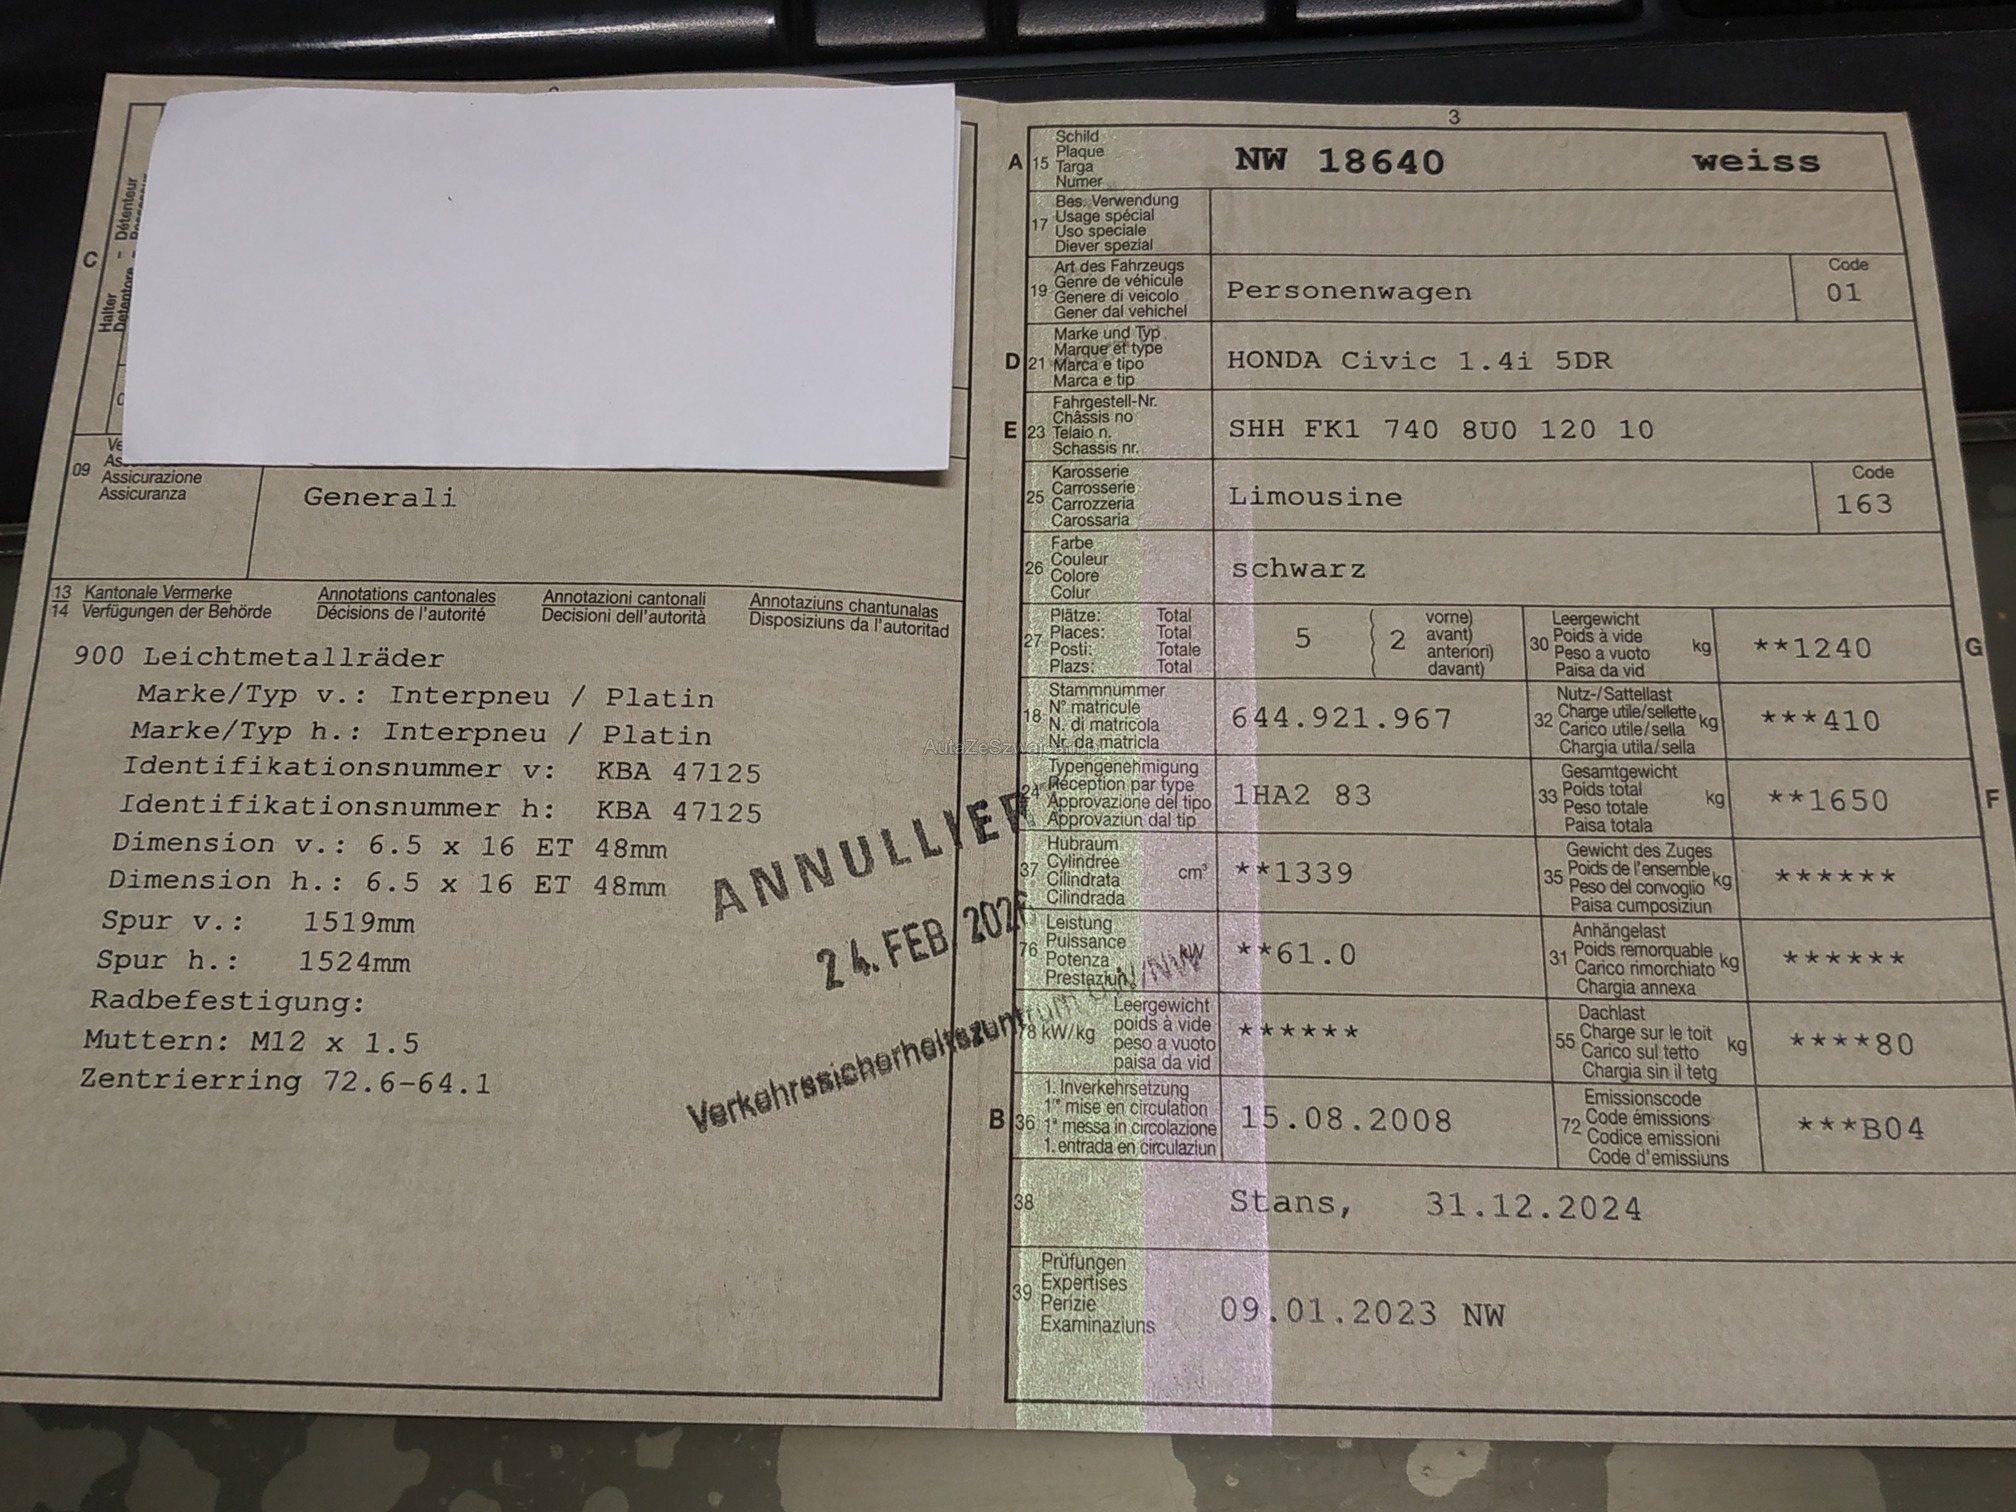 Halter - Détenteur
C
09
Assicurazione
Assicuranza
Generali
13 Kantonale Vermerke Annotations cantonales Annotazioni cantonali Annotaziuns chantunalas
14 Verfügungen der Behörde Décisions de l'autorité Decisioni dell'autorità Disposiziuns da l'autoritad
900 Leichtmetallräder
Marke/Typ v.: Interpneu / Platin
Marke/Typ h.: Interpneu / Platin
Identifikationsnummer v: KBA 47125
Identifikationsnummer h: KBA 47125
Dimension v.: 6.5 x 16 ET 48mm
Dimension h.: 6.5 x 16 ET 48mm
Spur v.: 1519mm
Spur h.: 1524mm
Radbefestigung:
Muttern: M12 x 1.5
Zentrierring 72.6-64.1
ANNULLIER
24. FEB.
Verkehrssicherheitszentrum OW/NW
3
A 15 Schild
Plaque
Targa
Numer
NW 18640 weiss
17 Bes. Verwendung
Usage spécial
Uso speciale
Diever spezial
19 Art des Fahrzeugs
Genre de véhicule
Genere di veicolo
Gener dal vehichel
Personenwagen
Code
01
D 21 Marke und Typ
Marque et type
Marca e tipo
Marca e tip
HONDA Civic 1.4i 5DR
E 23 Fahrgestell-Nr.
Châssis no
Telaio n.
Schassis nr.
SHH FK1 740 8U0 120 10
25 Karosserie
Carrosserie
Carrozzeria
Carossaria
Limousine
Code
163
26 Farbe
Couleur
Colore
Colur
schwarz
27 Plätze: Total
Places: Total
Posti: Totale
Plazs: Total
5 2 vorne)
avant)
anteriori)
davant)
30 Leergewicht
Poids à vide
Peso a vuoto
Paisa da vid
kg **1240
G
18 Stammnummer
N° matricule
N. di matricola
Nr. da matricla
644.921.967
32 Nutz-/Sattellast
Charge utile/sellette
Carico utile/sella
Chargia utila/sella
kg ***410
24 Typengenehmigung
Réception par type
Approvazione del tipo
Approvaziun dal tip
1HA2 83
33 Gesamtgewicht
Poids total
Peso totale
Paisa totala
kg **1650
F
37 Hubraum
Cylindrée
Cilindrata
Cilindrada
cm³ **1339
35 Gewicht des Zuges
Poids de l'ensemble
Peso del convoglio
Paisa cumposiziun
kg ******
76 Leistung
Puissance
Potenza
Prestaziun
kW **61.0
31 Anhängelast
Poids remorquable
Carico rimorchiato
Chargia annexa
kg ******
78 kW/kg Leergewicht
poids à vide
peso a vuoto
paisa da vid
******
55 Dachlast
Charge sur le toit
Carico sul tetto
Chargia sin il tetg
kg ****80
B 36 1. Inverkehrsetzung
1re mise en circulation
1a messa in circolazione
1. entrada en circulaziun
15.08.2008
72 Emissionscode
Code émissions
Codice emissioni
Code d'emissiuns
***B04
38 Stans, 31.12.2024
39 Prüfungen
Expertises
Perizie
Examinaziuns
09.01.2023 NW